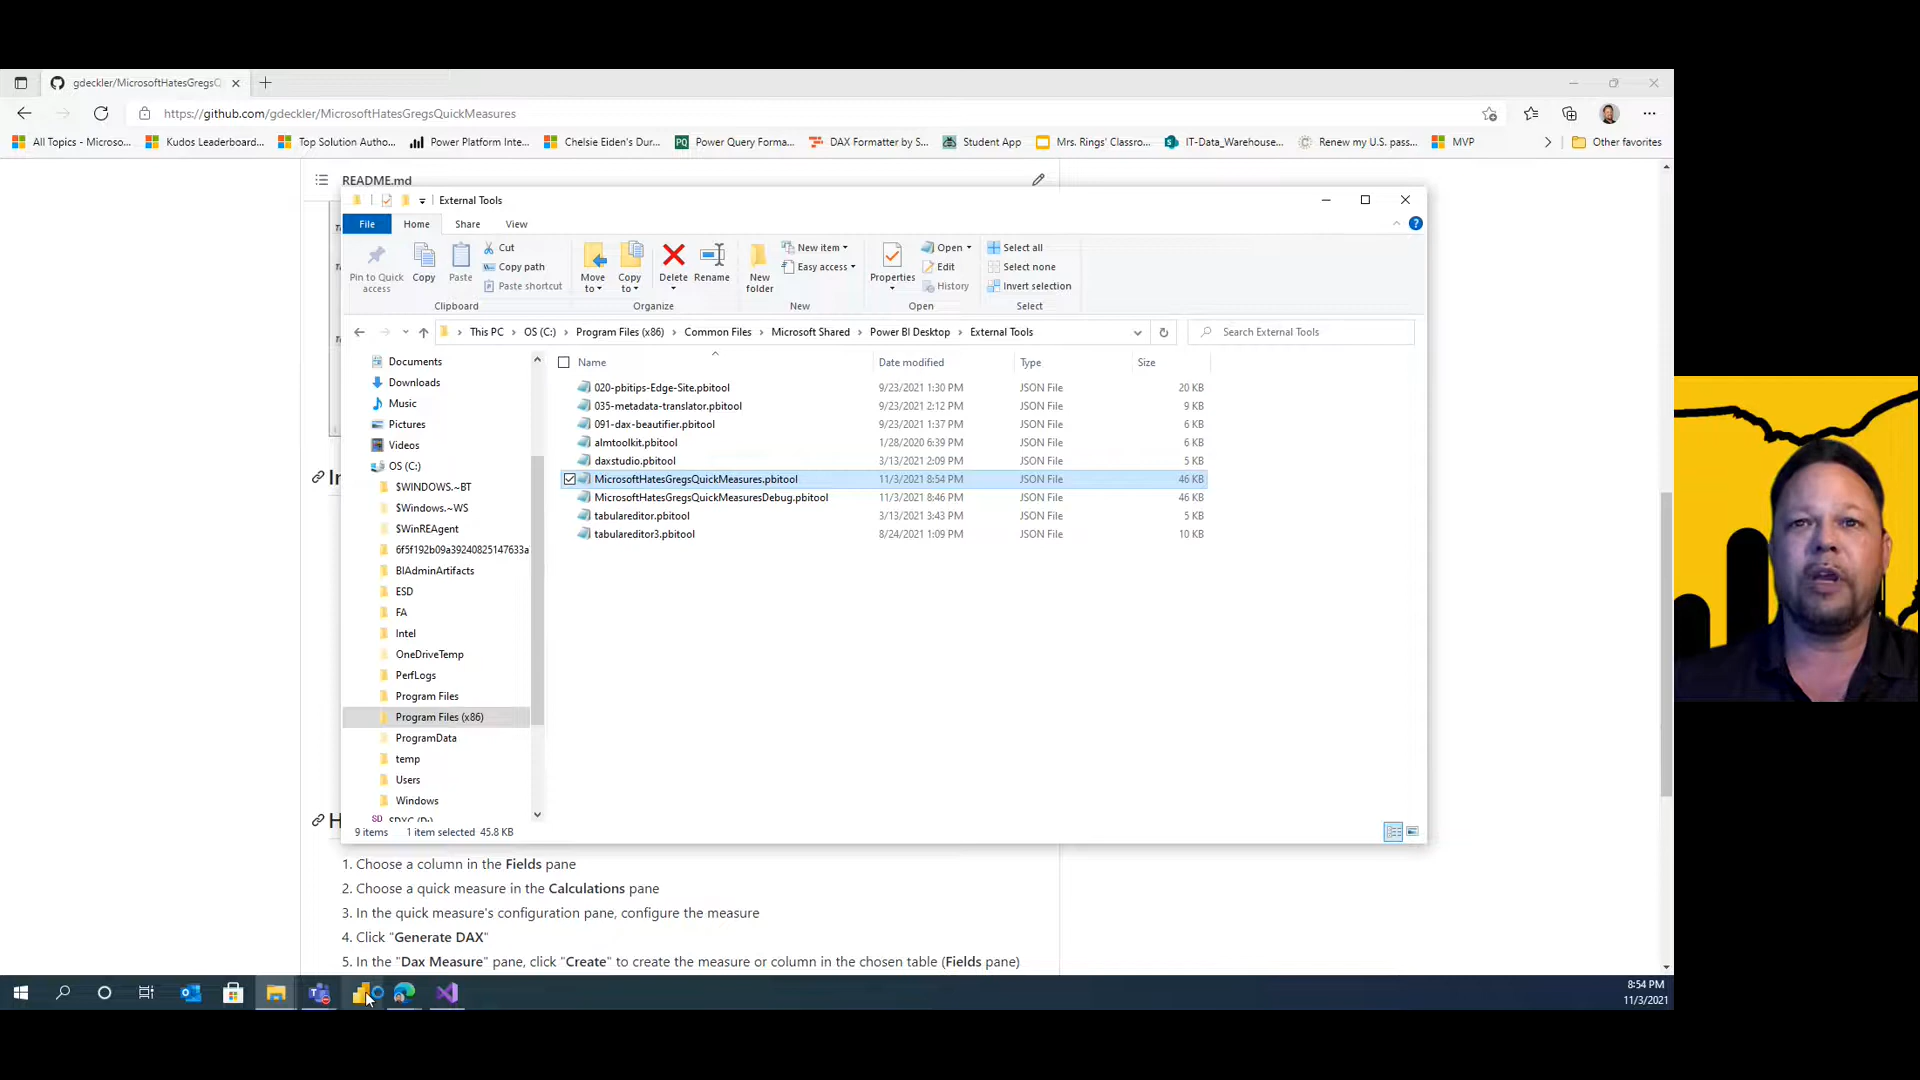 gdeckler/MicrosoftHatesGregsQ
https://github.com/gdeckler/MicrosoftHatesGregsQuickMeasures
All Topics - Microso... Kudos Leaderboard... Top Solution Autho... Power Platform Inte... Chelsie Eiden's Dur... PQ Power Query Forma... DAX Formatter by S... Student App Mrs. Rings' Classro... IT-Data_Warehouse... Renew my U.S. pass... MVP Other favorites
README.md
External Tools
File Home Share View
Pin to Quick access
Copy
Paste
Cut
Copy path
Paste shortcut
Clipboard
Move to
Copy to
Delete
Rename
Organize
New folder
New item
Easy access
New
Properties
Open
Edit
History
Open
Select all
Select none
Invert selection
Select
This PC > OS (C:) > Program Files (x86) > Common Files > Microsoft Shared > Power BI Desktop > External Tools
Search External Tools
Documents
Downloads
Music
Pictures
Videos
OS (C:)
$WINDOWS.~BT
$Windows.~WS
$WinREAgent
6f5f192b09a39240825147633a
BIAdminArtifacts
ESD
FA
Intel
OneDriveTemp
PerfLogs
Program Files
Program Files (x86)
ProgramData
temp
Users
Windows
SDXC (D:)
Name Date modified Type Size
020-pbitips-Edge-Site.pbitool 9/23/2021 1:30 PM JSON File 20 KB
035-metadata-translator.pbitool 9/23/2021 2:12 PM JSON File 9 KB
091-dax-beautifier.pbitool 9/23/2021 1:37 PM JSON File 6 KB
almtoolkit.pbitool 1/28/2020 6:39 PM JSON File 6 KB
daxstudio.pbitool 3/13/2021 2:09 PM JSON File 5 KB
MicrosoftHatesGregsQuickMeasures.pbitool 11/3/2021 8:54 PM JSON File 46 KB
MicrosoftHatesGregsQuickMeasuresDebug.pbitool 11/3/2021 8:46 PM JSON File 46 KB
tabulareditor.pbitool 3/13/2021 3:43 PM JSON File 5 KB
tabulareditor3.pbitool 8/24/2021 1:09 PM JSON File 10 KB
9 items 1 item selected 45.8 KB
1. Choose a column in the Fields pane
2. Choose a quick measure in the Calculations pane
3. In the quick measure's configuration pane, configure the measure
4. Click "Generate DAX"
5. In the "Dax Measure" pane, click "Create" to create the measure or column in the chosen table (Fields pane)
8:54 PM
11/3/2021